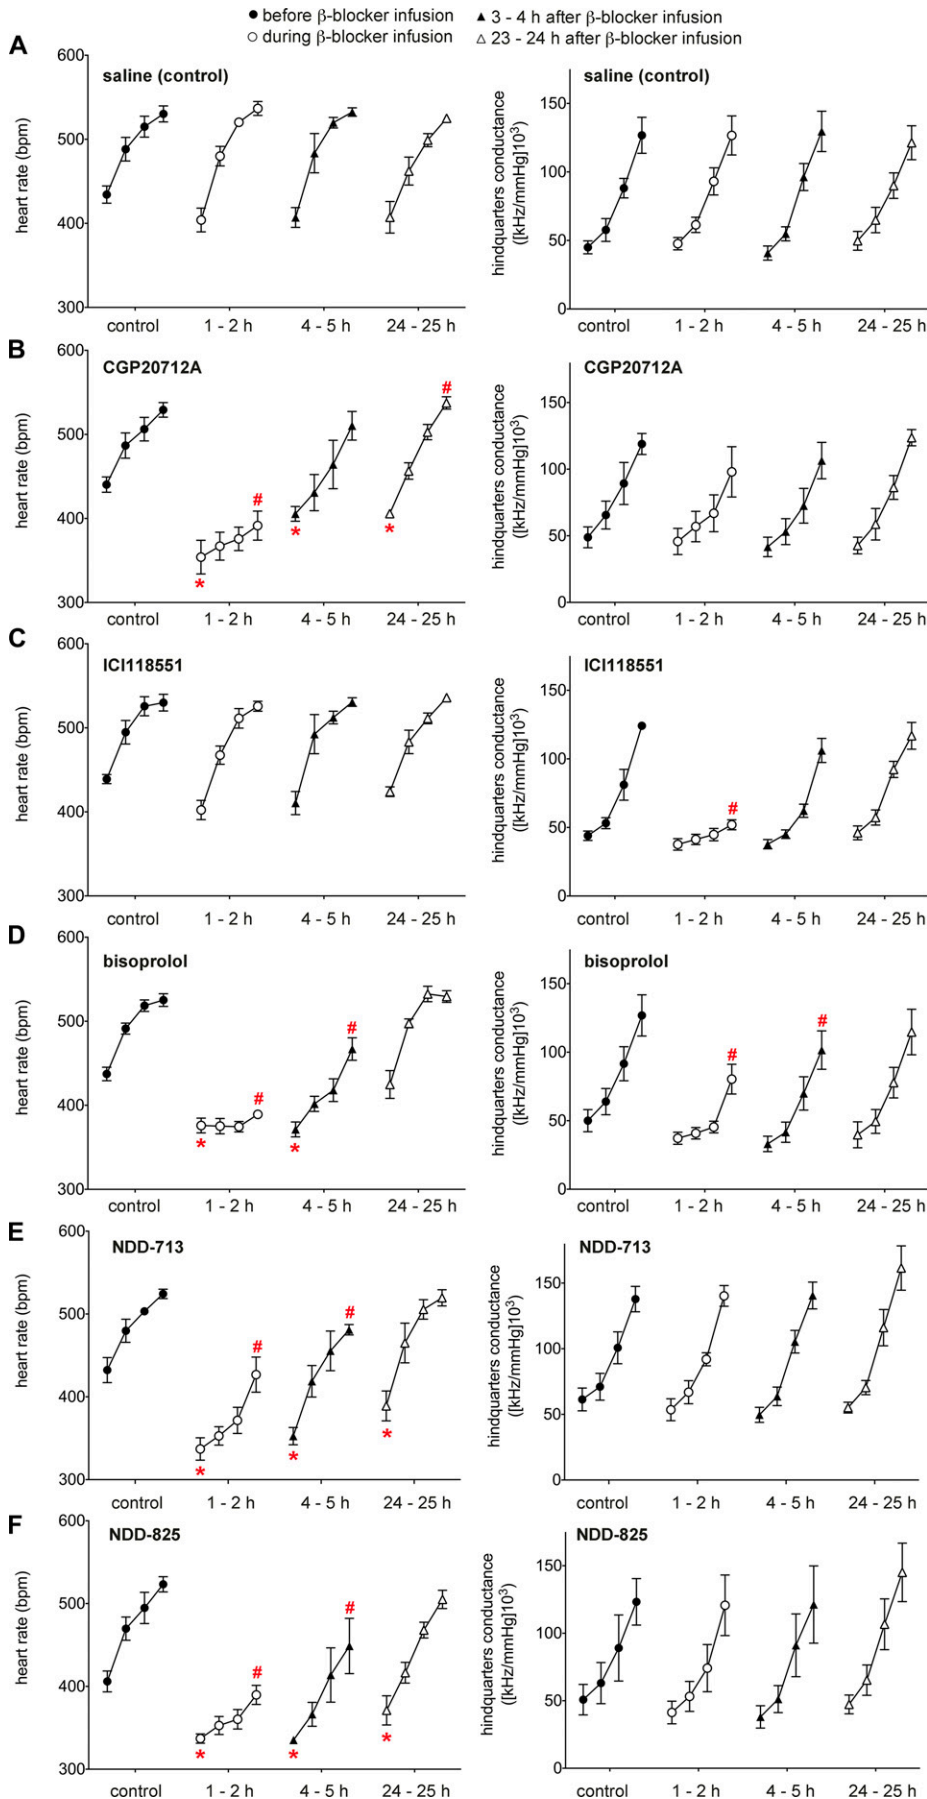 ● before β-blocker infusion ▲ 3 - 4 h after β-blocker infusion
○ during β-blocker infusion △ 23 - 24 h after β-blocker infusion
A
saline (control)
heart rate (bpm)
600
500
400
300
control 1 - 2 h 4 - 5 h 24 - 25 h
saline (control)
hindquarters conductance
([kHz/mmHg]10³)
150
100
50
0
control 1 - 2 h 4 - 5 h 24 - 25 h
B
CGP20712A
heart rate (bpm)
600
500
400
300
# #
* * *
control 1 - 2 h 4 - 5 h 24 - 25 h
CGP20712A
hindquarters conductance
([kHz/mmHg]10³)
150
100
50
0
control 1 - 2 h 4 - 5 h 24 - 25 h
C
ICI118551
heart rate (bpm)
600
500
400
300
control 1 - 2 h 4 - 5 h 24 - 25 h
ICI118551
hindquarters conductance
([kHz/mmHg]10³)
150
100
50
0
#
control 1 - 2 h 4 - 5 h 24 - 25 h
D
bisoprolol
heart rate (bpm)
600
500
400
300
# #
* *
control 1 - 2 h 4 - 5 h 24 - 25 h
bisoprolol
hindquarters conductance
([kHz/mmHg]10³)
150
100
50
0
# #
control 1 - 2 h 4 - 5 h 24 - 25 h
E
NDD-713
heart rate (bpm)
600
500
400
300
# #
* * *
control 1 - 2 h 4 - 5 h 24 - 25 h
NDD-713
hindquarters conductance
([kHz/mmHg]10³)
150
100
50
0
control 1 - 2 h 4 - 5 h 24 - 25 h
F
NDD-825
heart rate (bpm)
600
500
400
300
# #
* * *
control 1 - 2 h 4 - 5 h 24 - 25 h
NDD-825
hindquarters conductance
([kHz/mmHg]10³)
150
100
50
0
control 1 - 2 h 4 - 5 h 24 - 25 h